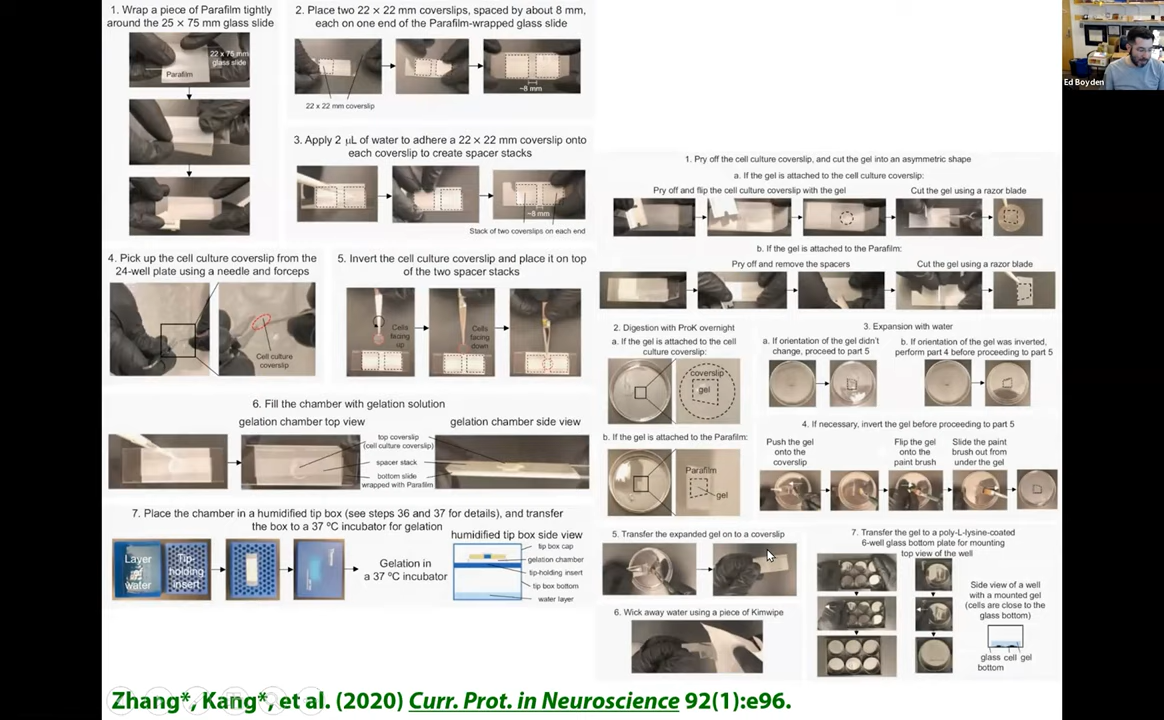 1. Wrap a piece of Parafilm tightly
around the 25 × 75 mm glass slide
22 x 75 mm
glass slide
Parafilm
2. Place two 22 × 22 mm coverslips, spaced by about 8 mm,
each on one end of the Parafilm-wrapped glass slide
~8 mm
22 x 22 mm coverslip
3. Apply 2 μL of water to adhere a 22 × 22 mm coverslip onto
each coverslip to create spacer stacks
~8 mm
Stack of two coverslips on each end
4. Pick up the cell culture coverslip from the
24-well plate using a needle and forceps
Cell culture
coverslip
5. Invert the cell culture coverslip and place it on top
of the two spacer stacks
Cells
facing
up
Cells
facing
down
6. Fill the chamber with gelation solution
gelation chamber top view
gelation chamber side view
top coverslip
(cell culture coverslip)
spacer stack
bottom slide
wrapped with Parafilm
7. Place the chamber in a humidified tip box (see steps 36 and 37 for details), and transfer
the box to a 37 ºC incubator for gelation
Layer
of
water
Tip-
holding
insert
Gelation in
a 37 ºC incubator
humidified tip box side view
tip box cap
gelation chamber
tip-holding insert
tip box bottom
water layer
1. Pry off the cell culture coverslip, and cut the gel into an asymmetric shape
a. If the gel is attached to the cell culture coverslip:
Pry off and flip the cell culture coverslip with the gel
Cut the gel using a razor blade
b. If the gel is attached to the Parafilm:
Pry off and remove the spacers
Cut the gel using a razor blade
2. Digestion with ProK overnight
a. If the gel is attached to the cell
culture coverslip:
coverslip
gel
b. If the gel is attached to the Parafilm:
Parafilm
gel
3. Expansion with water
a. If orientation of the gel didn't
change, proceed to part 5
b. If orientation of the gel was inverted,
perform part 4 before proceeding to part 5
4. If necessary, invert the gel before proceeding to part 5
Push the gel
onto the
coverslip
Flip the gel
onto the
paint brush
Slide the paint
brush out from
under the gel
5. Transfer the expanded gel on to a coverslip
6. Wick away water using a piece of Kimwipe
7. Transfer the gel to a poly-L-lysine-coated
6-well glass bottom plate for mounting
top view of the well
Side view of a well
with a mounted gel
(cells are close to the
glass bottom)
glass cell gel
bottom
Zhang*, Kang*, et al. (2020) Curr. Prot. in Neuroscience 92(1):e96.
Ed Boyden